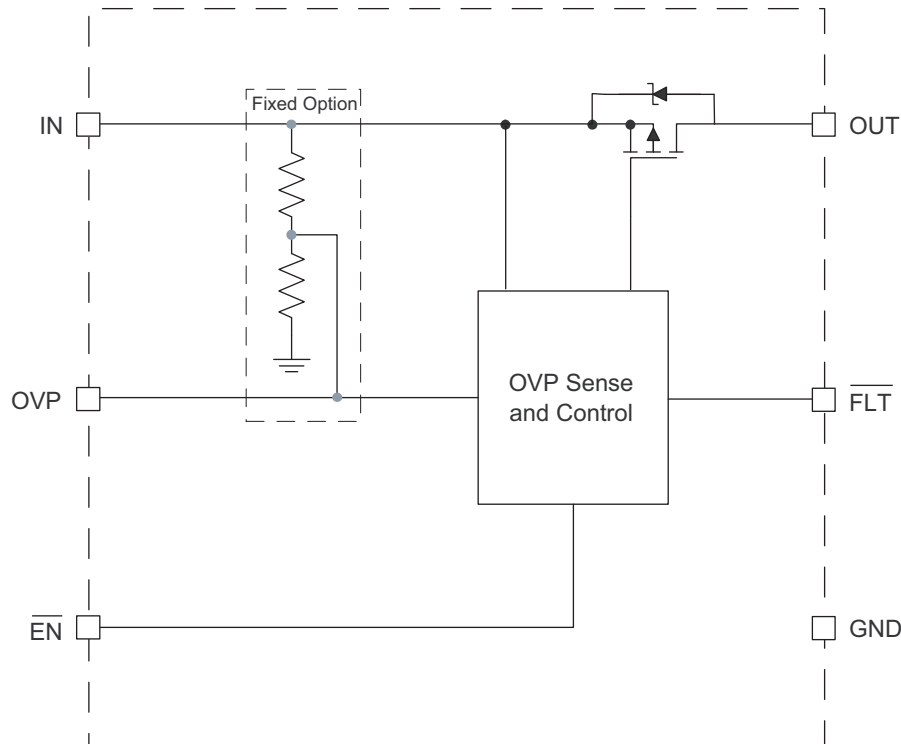 Fixed Option
IN
OUT
OVP
OVP Sense
and Control
FLT
EN
GND